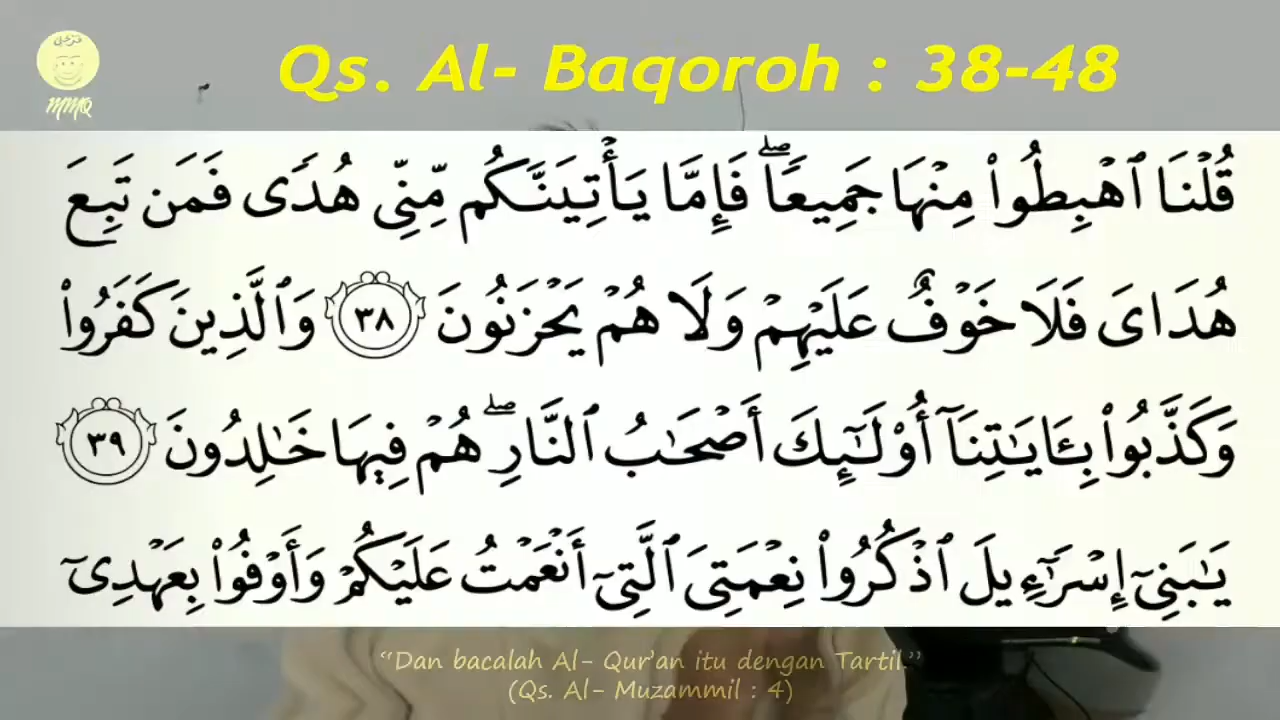 Qs. Al- Baqoroh : 38-48
MMQ
قُلْنَا ٱهْبِطُوا۟ مِنْهَا جَمِيعًا ۖ فَإِمَّا يَأْتِيَنَّكُم مِّنِّى هُدًى فَمَن تَبِعَ
هُدَاىَ فَلَا خَوْفٌ عَلَيْهِمْ وَلَا هُمْ يَحْزَنُونَ ٣٨ وَٱلَّذِينَ كَفَرُوا۟
وَكَذَّبُوا۟ بِـَٔايَـٰتِنَآ أُو۟لَـٰٓئِكَ أَصْحَـٰبُ ٱلنَّارِ ۖ هُمْ فِيهَا خَـٰلِدُونَ ٣٩
يَـٰبَنِىٓ إِسْرَٰٓءِيلَ ٱذْكُرُوا۟ نِعْمَتِىَ ٱلَّتِىٓ أَنْعَمْتُ عَلَيْكُمْ وَأَوْفُوا۟ بِعَهْدِىٓ
“Dan bacalah Al- Qur’an itu dengan Tartil.”
(Qs. Al- Muzammil : 4)